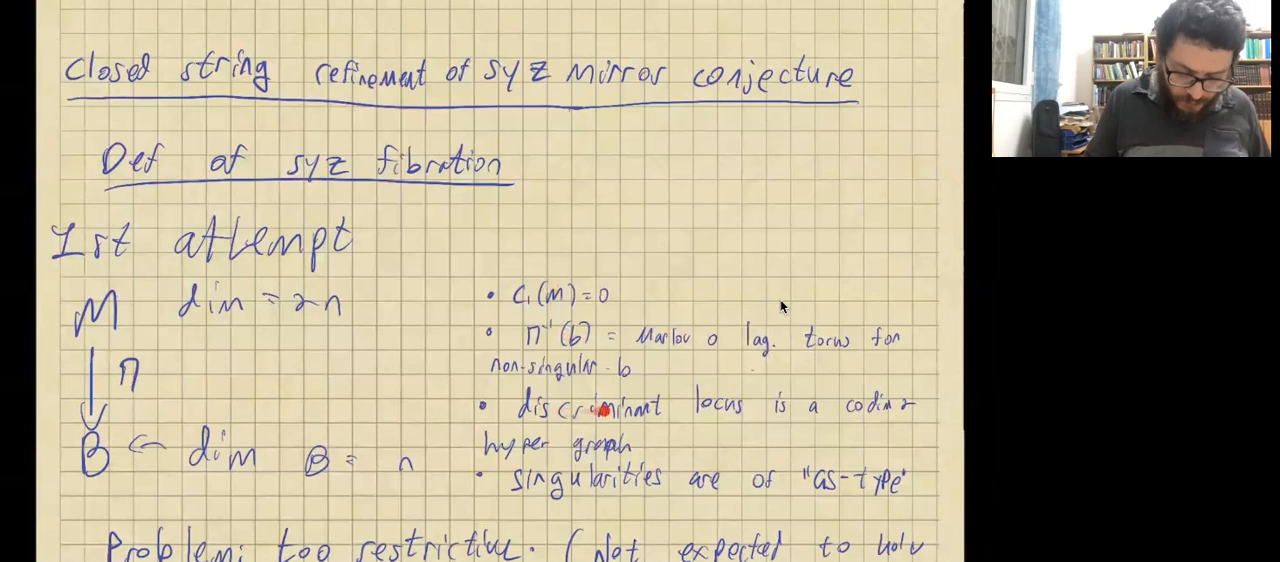 Closed string refinement of SYZ mirror conjecture
Def of SYZ fibration
1st attempt
M dim = 2n
π
B ← dim B = n
• C₁(M)=0
• π⁻¹(b) = Maslov 0 lag. torus for
non-singular b
• discriminant locus is a codim 2
hyper graph
• singularities are of "GS-type"
Problem: too restrictive. (Not expected to hold